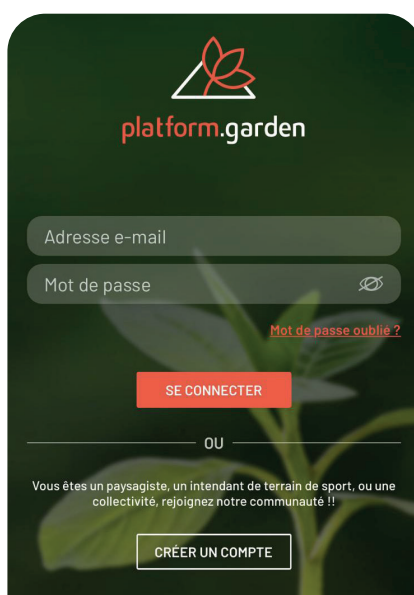 platform.garden
Adresse e-mail
Mot de passe
Mot de passe oublié ?
SE CONNECTER
OU
Vous êtes un paysagiste, un intendant de terrain de sport, ou une
collectivité, rejoignez notre communauté !!
CRÉER UN COMPTE